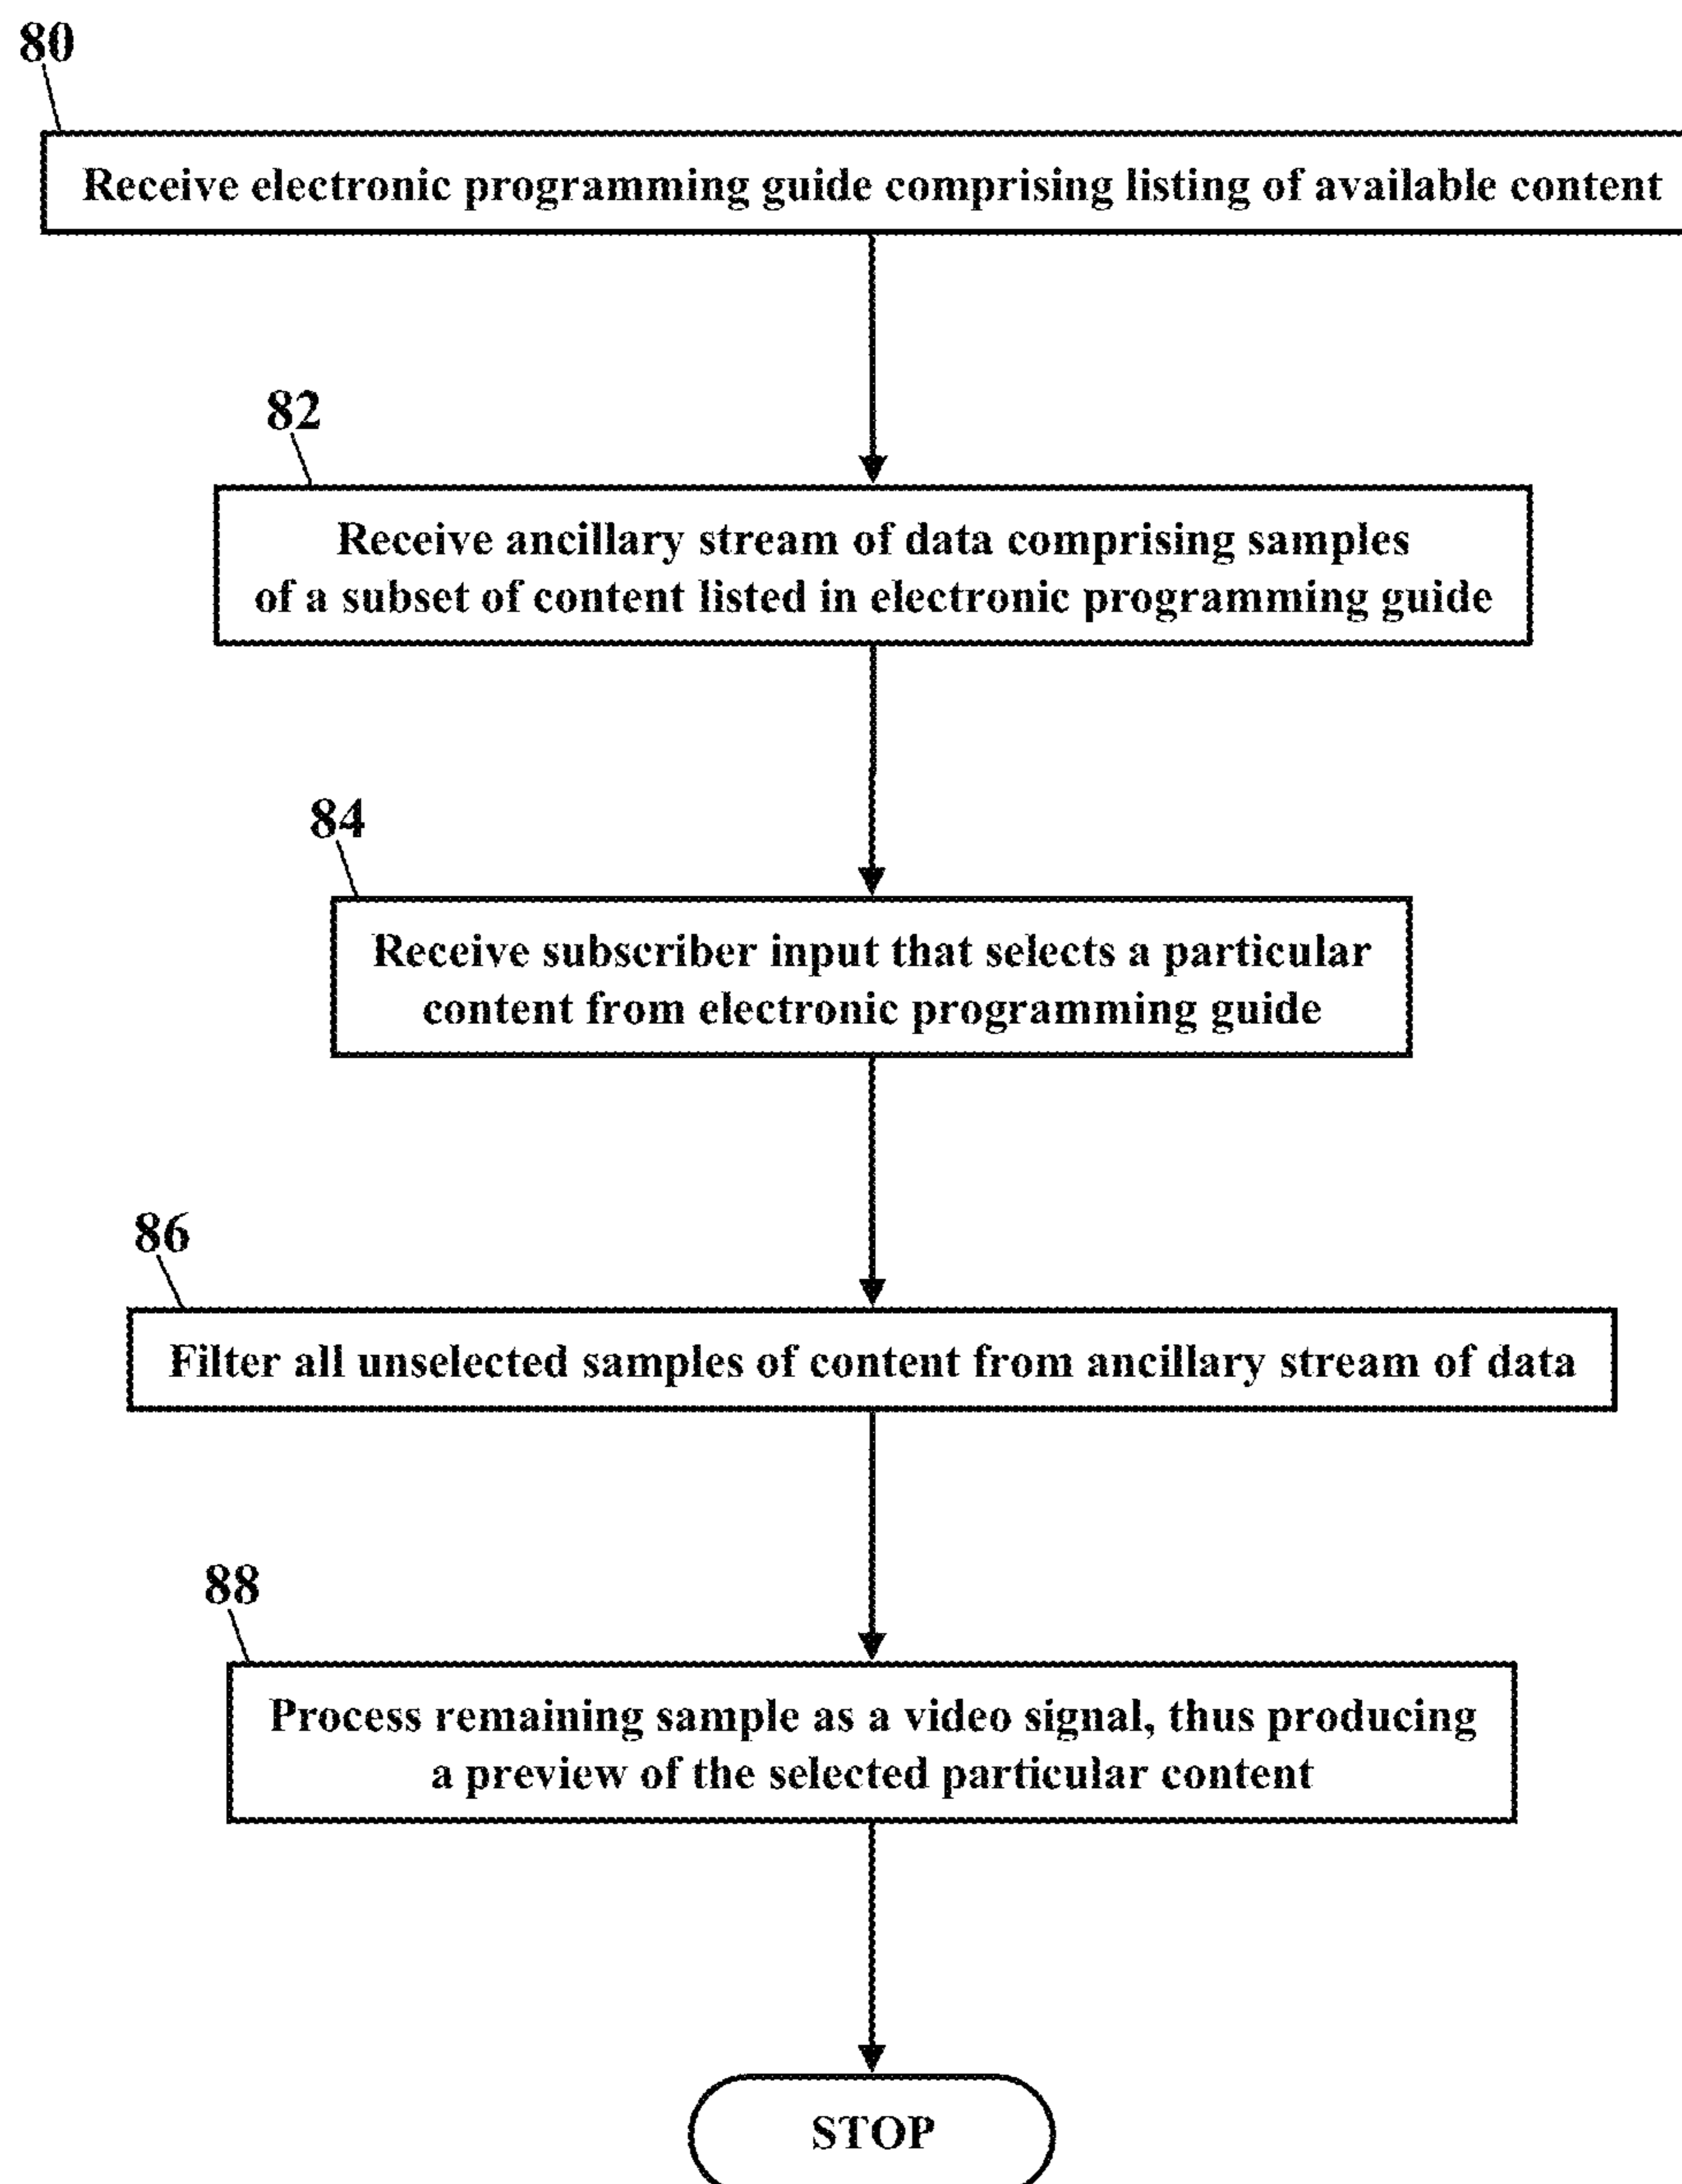 80
Receive electronic programming guide comprising listing of available content
82
Receive ancillary stream of data comprising samples
of a subset of content listed in electronic programming guide
84
Receive subscriber input that selects a particular
content from electronic programming guide
86
Filter all unselected samples of content from ancillary stream of data
88
Process remaining sample as a video signal, thus producing
a preview of the selected particular content
STOP